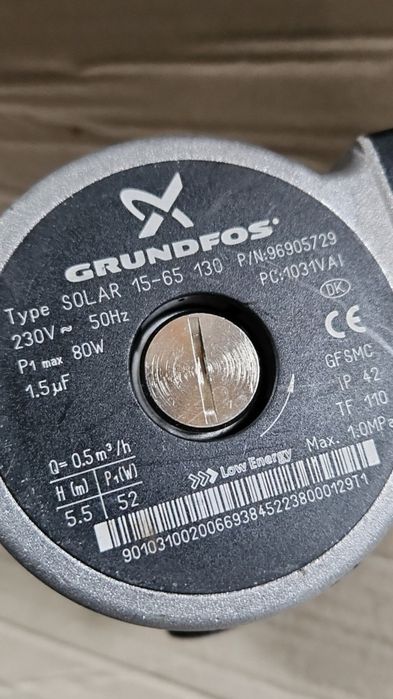 GRUNDFOS
Type SOLAR 15-65 130 P/N:96905729
230V ~ 50Hz PC:1031VAI
P1 max 80W
1.5µF
DK
CE
GFSMC
IP 42
TF 110
Max. 1.0MPa
Q= 0.5m³/h
H (m) P1(W)
5.5 52
Low Energy
9010310020066938452238000129T1